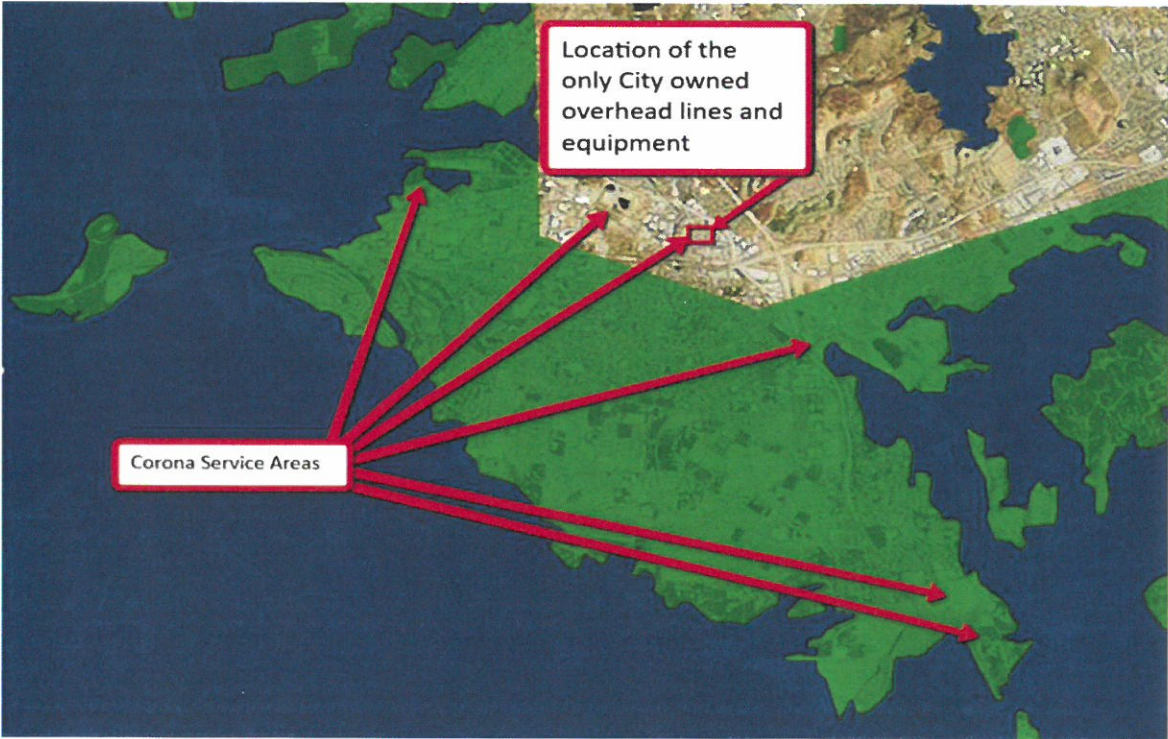 Location of the
only City owned
overhead lines and
equipment
Corona Service Areas